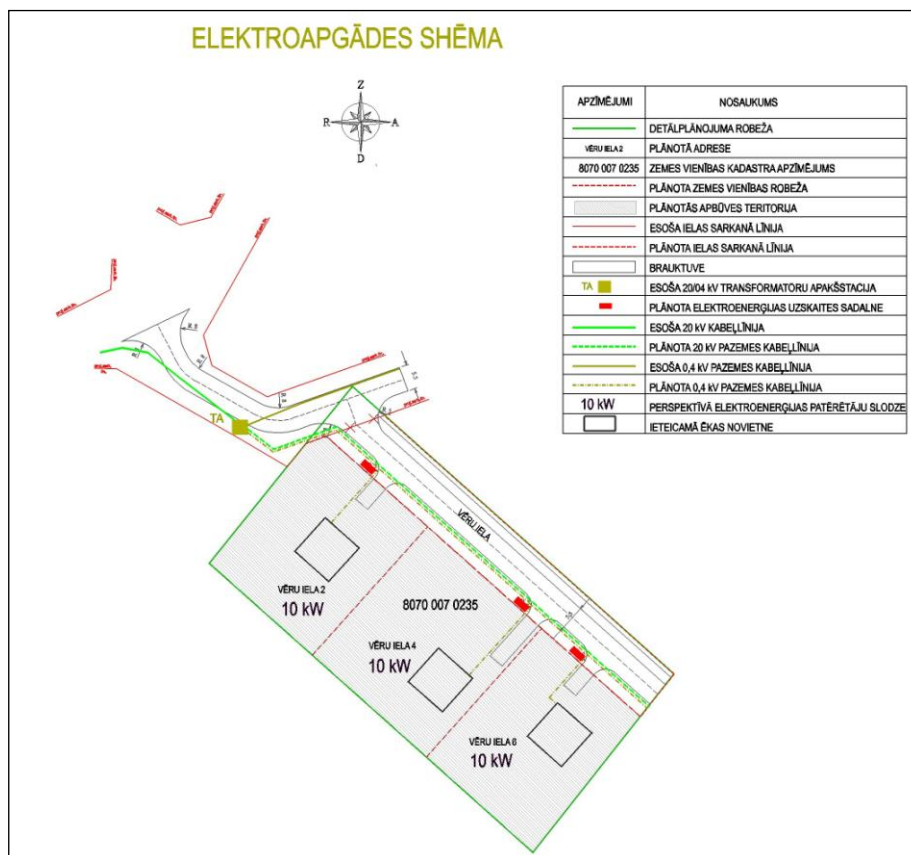 ELEKTROAPGĀDES SHĒMA
Z
R A
D
APZĪMĒJUMI NOSAUKUMS
DETĀLPLĀNOJUMA ROBEŽA
VĒRU IELA 2 PLĀNOTĀ ADRESE
8070 007 0235 ZEMES VIENĪBAS KADASTRA APZĪMĒJUMS
PLĀNOTA ZEMES VIENĪBAS ROBEŽA
PLĀNOTĀS APBŪVES TERITORIJA
ESOŠA IELAS SARKANĀ LĪNIJA
PLĀNOTA IELAS SARKANĀ LĪNIJA
BRAUKTUVE
TA ESOŠA 20/04 kV TRANSFORMATORU APAKŠSTACIJA
PLĀNOTA ELEKTROENERĢIJAS UZSKAITES SADALNE
ESOŠA 20 kV KABEĻLĪNIJA
PLĀNOTA 20 kV PAZEMES KABEĻLĪNIJA
ESOŠA 0,4 kV PAZEMES KABEĻLĪNIJA
PLĀNOTA 0,4 kV PAZEMES KABEĻLĪNIJA
10 kW PERSPEKTĪVĀ ELEKTROENERĢIJAS PATĒRĒTĀJU SLODZE
IETEICAMĀ ĒKAS NOVIETNE
TA
VĒRU IELA
VĒRU IELA 2
10 kW
8070 007 0235
VĒRU IELA 4
10 kW
VĒRU IELA 6
10 kW